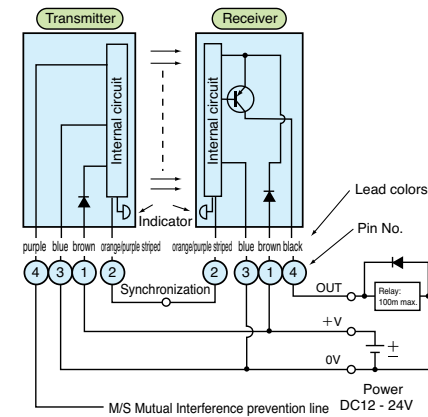 Transmitter
Receiver
Internal circuit
Internal circuit
Indicator
Lead colors
Pin No.
purple blue brown orange/purple striped
orange/purple striped blue brown black
4 3 1 2
2 3 1 4
Synchronization
OUT
Relay:
100m max.
+V
0V
+
−
Power
DC12 - 24V
M/S Mutual Interference prevention line